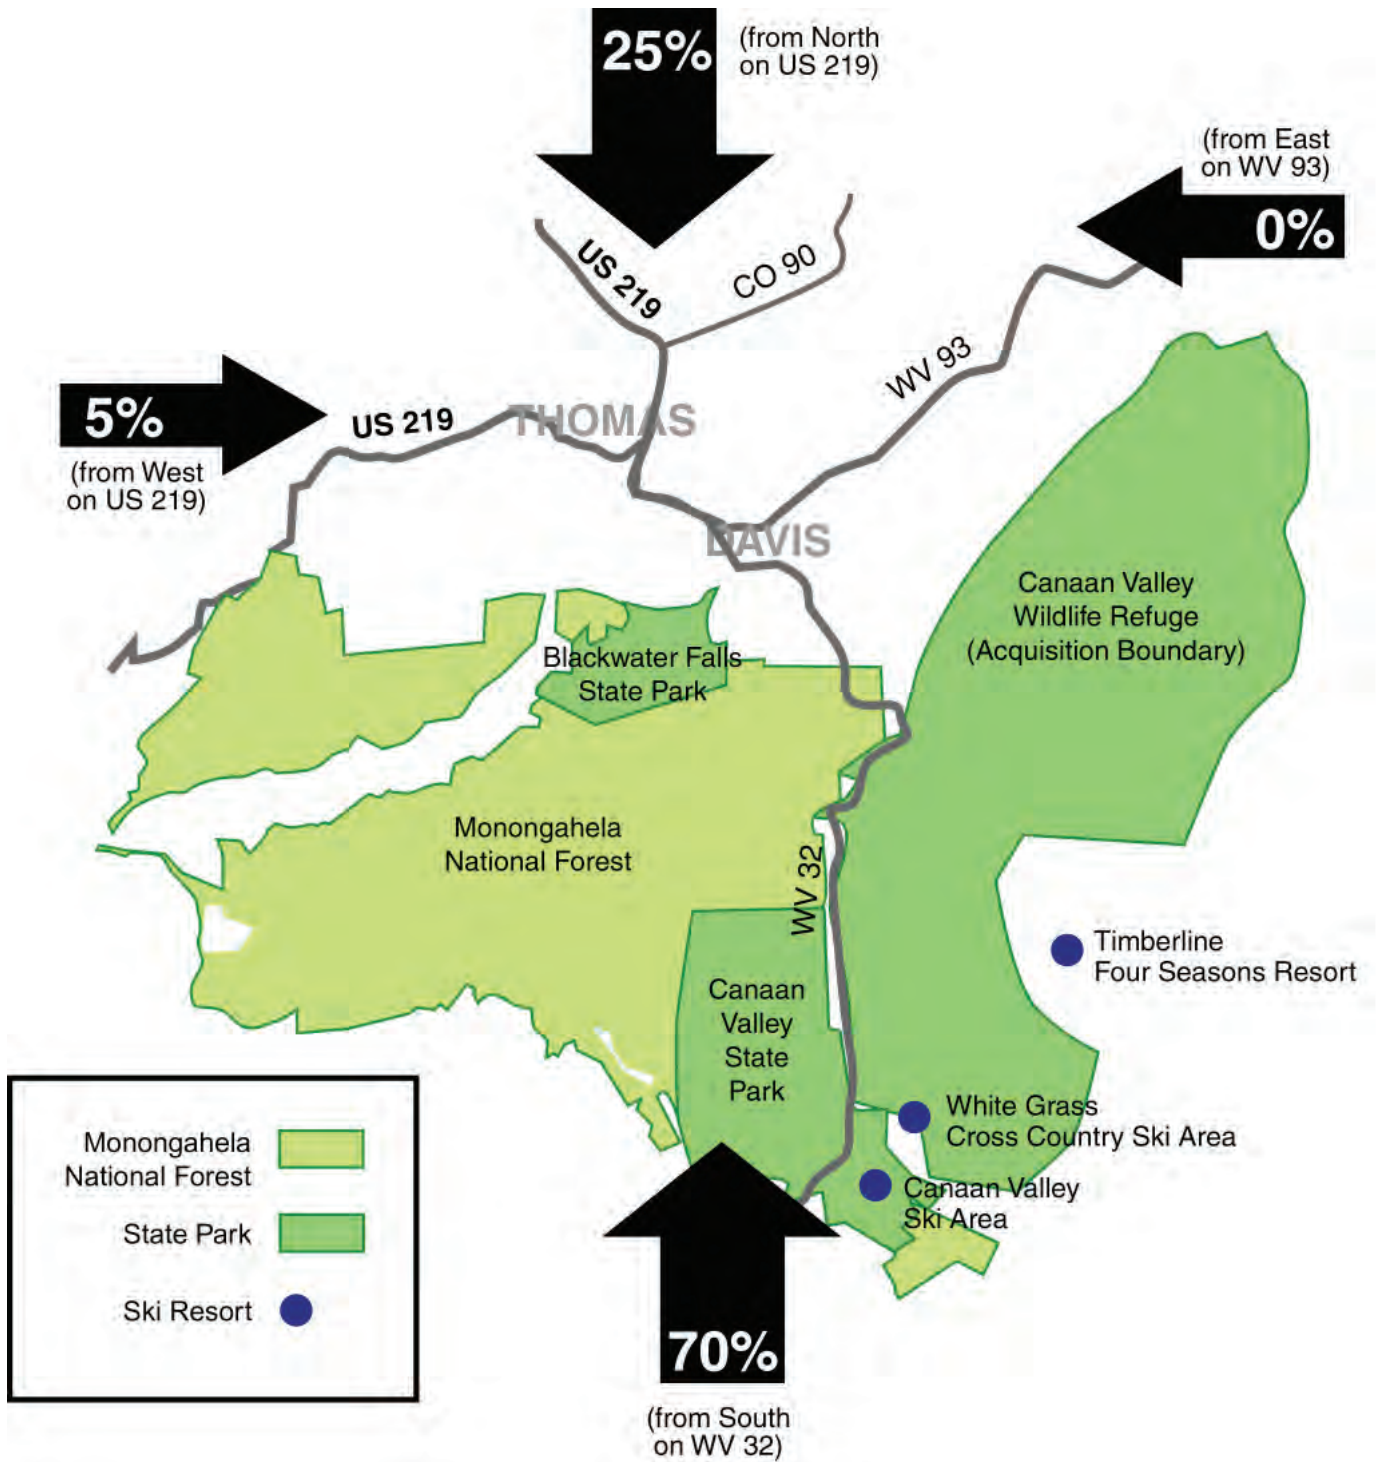 25%
(from North
on US 219)
(from East
on WV 93)
0%
US 219
CO 90
WV 93
5%
(from West
on US 219)
US 219
THOMAS
DAVIS
Canaan Valley
Wildlife Refuge
(Acquisition Boundary)
Blackwater Falls
State Park
Monongahela
National Forest
WV 32
Timberline
Four Seasons Resort
Canaan
Valley
State
Park
White Grass
Cross Country Ski Area
Canaan Valley
Ski Area
Monongahela
National Forest
State Park
Ski Resort
70%
(from South
on WV 32)